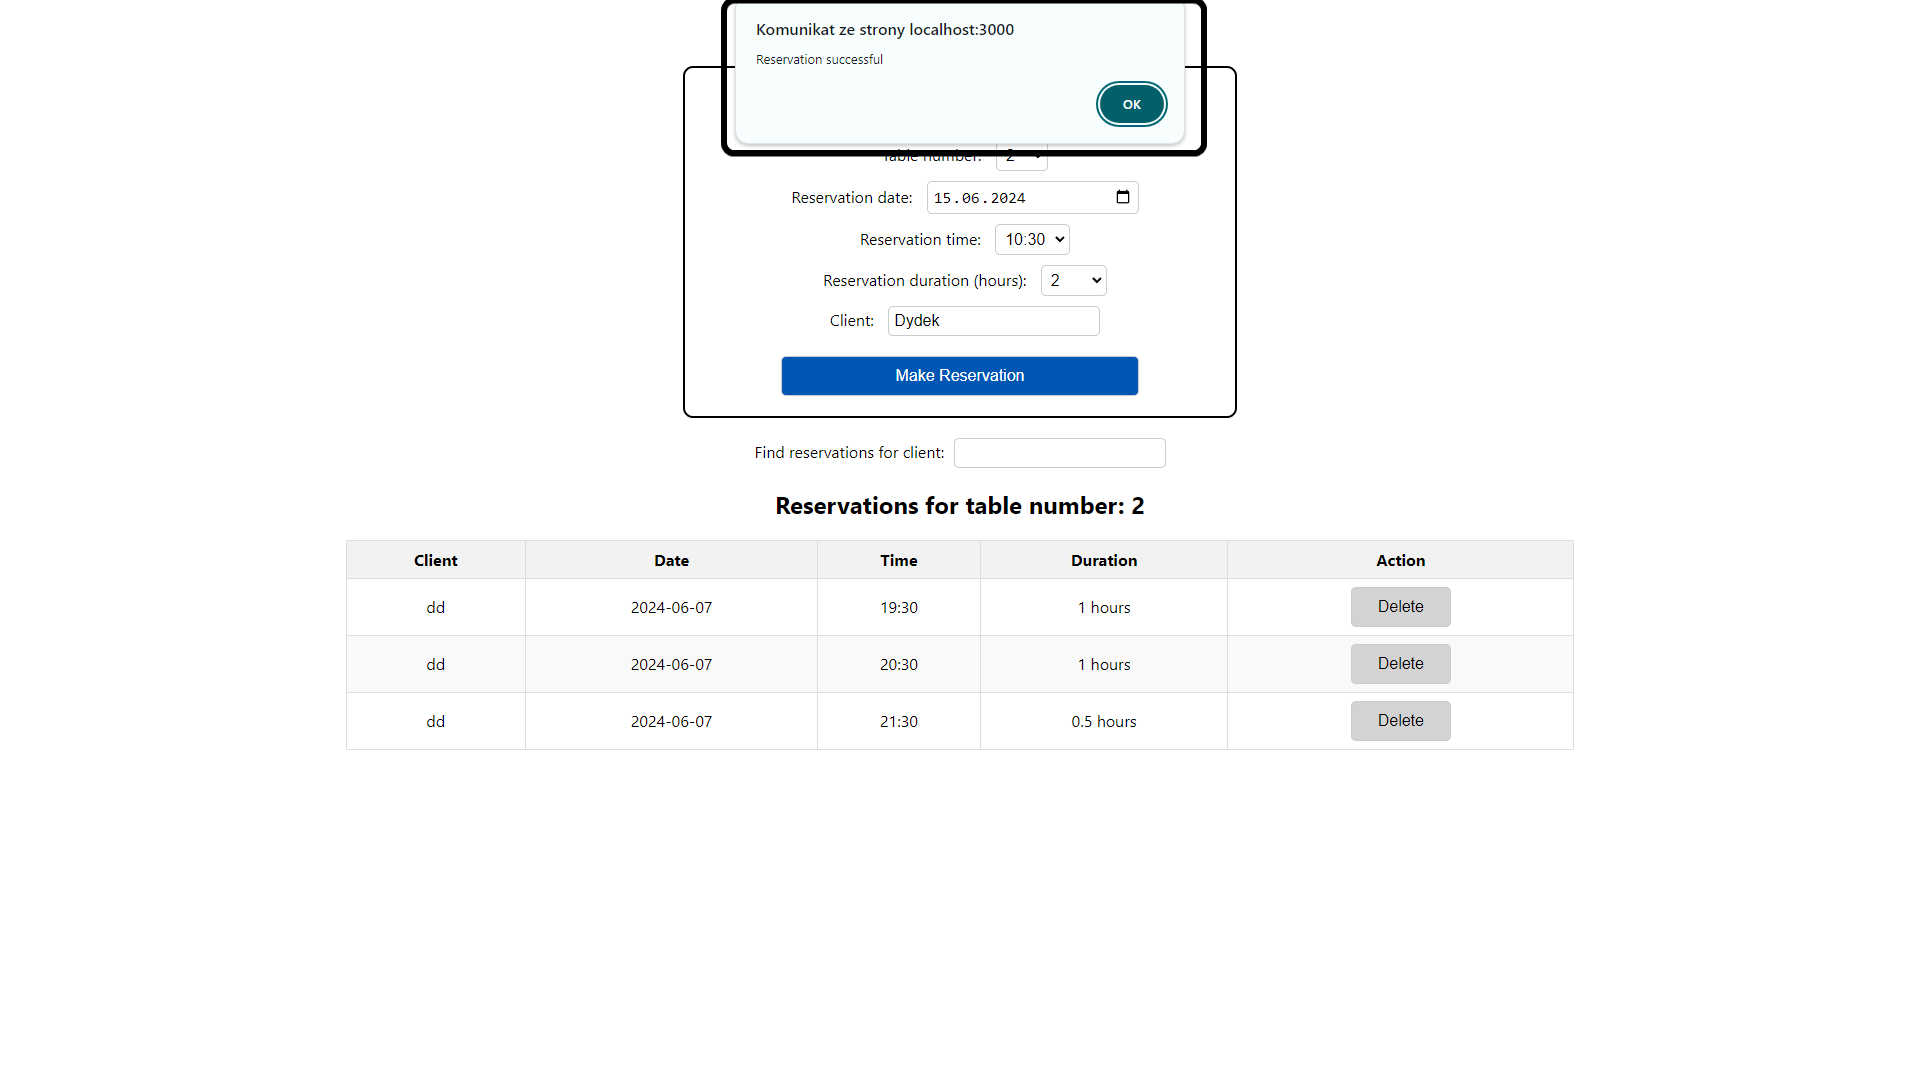 Komunikat ze strony localhost:3000
Reservation successful
OK
Table number: 2
Reservation date: 15.06.2024
Reservation time: 10:30
Reservation duration (hours): 2
Client: Dydek
Make Reservation
Find reservations for client:
Reservations for table number: 2
Client Date Time Duration Action
dd 2024-06-07 19:30 1 hours Delete
dd 2024-06-07 20:30 1 hours Delete
dd 2024-06-07 21:30 0.5 hours Delete